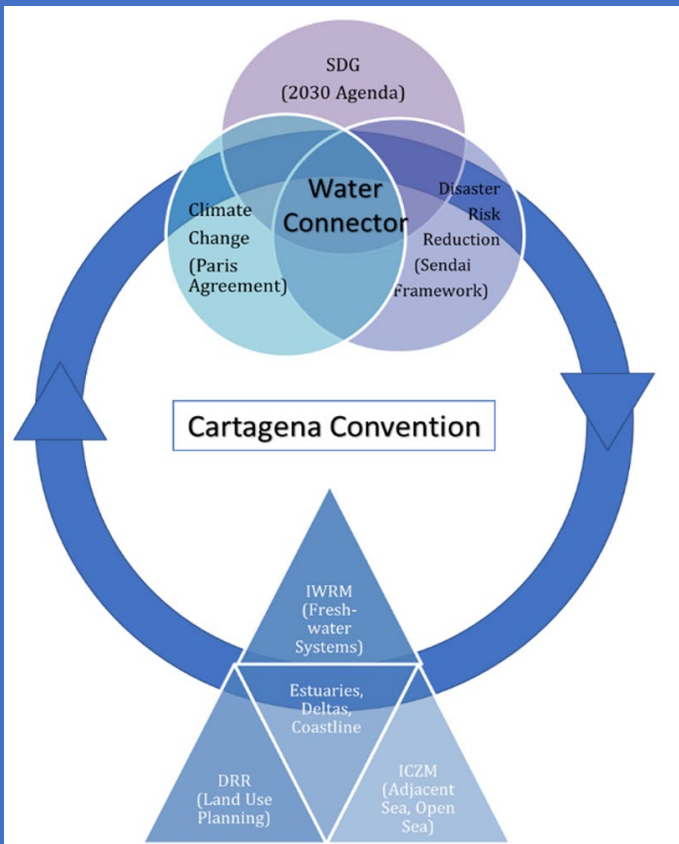 SDG
(2030 Agenda)
Water
Connector
Climate
Change
(Paris
Agreement)
Disaster
Risk
Reduction
(Sendai
Framework)
Cartagena Convention
IWRM
(Fresh-
water
Systems)
Estuaries,
Deltas,
Coastline
DRR
(Land Use
Planning)
ICZM
(Adjacent
Sea, Open
Sea)